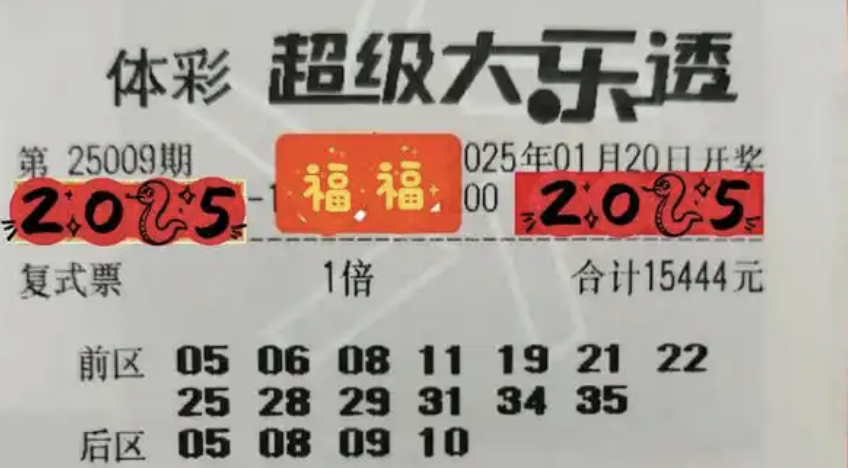 体彩 超级大乐透
第 25009期 福 福 025年01月20日开奖
2025 -1 00 2025
复式票 1倍 合计15444元
前区 05 06 08 11 19 21 22
25 28 29 31 34 35
后区 05 08 09 10